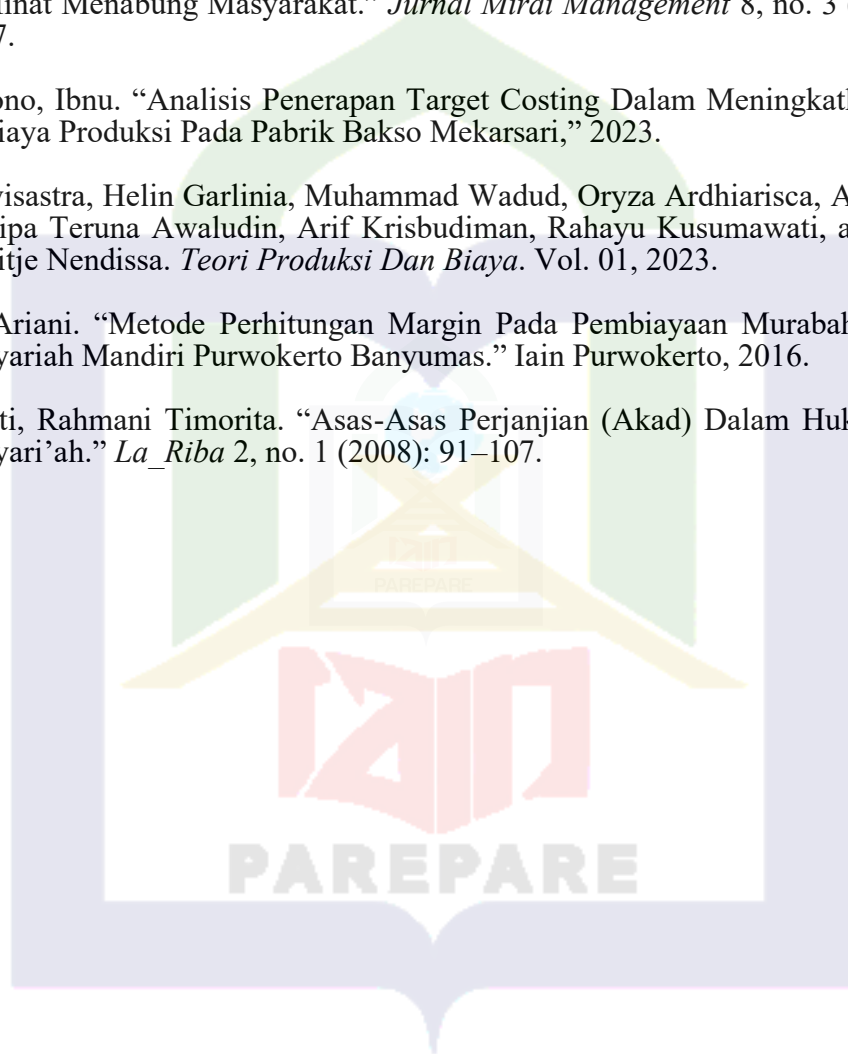 inat Menabung Masyarakat.” Jurnal Mirai Management 8, no. 3 (
7.
ono, Ibnu. “Analisis Penerapan Target Costing Dalam Meningkatk
iaya Produksi Pada Pabrik Bakso Mekarsari,” 2023.
visastra, Helin Garlinia, Muhammad Wadud, Oryza Ardhiarisca, A
ipa Teruna Awaludin, Arif Krisbudiman, Rahayu Kusumawati, a
itje Nendissa. Teori Produksi Dan Biaya. Vol. 01, 2023.
Ariani. “Metode Perhitungan Margin Pada Pembiayaan Murabah
yariah Mandiri Purwokerto Banyumas.” Iain Purwokerto, 2016.
ti, Rahmani Timorita. “Asas-Asas Perjanjian (Akad) Dalam Huk
yari’ah.” La_Riba 2, no. 1 (2008): 91–107.
PAREPARE
PAREPARE